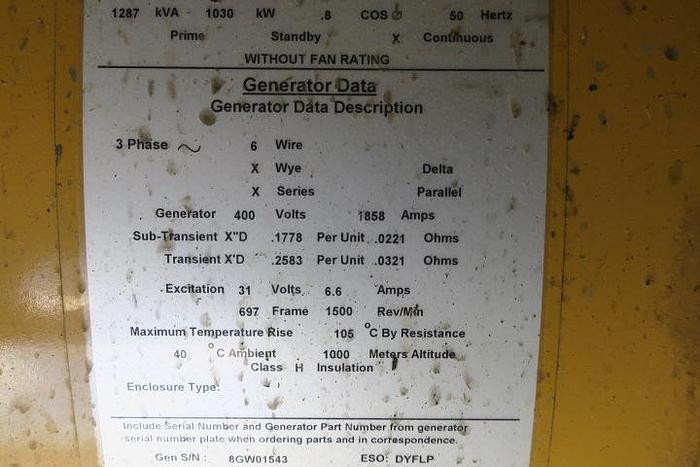 1287 kVA 1030 kW .8 COS Ø 50 Hertz
Prime Standby X Continuous
WITHOUT FAN RATING
Generator Data
Generator Data Description
3 Phase ~ 6 Wire
X Wye Delta
X Series Parallel
Generator 400 Volts 1858 Amps
Sub-Transient X"D .1778 Per Unit .0221 Ohms
Transient X'D .2583 Per Unit .0321 Ohms
Excitation 31 Volts 6.6 Amps
697 Frame 1500 Rev/Min
Maximum Temperature Rise 105 °C By Resistance
40 °C Ambient 1000 Meters Altitude
Class H Insulation
Enclosure Type:
Include Serial Number and Generator Part Number from generator
serial number plate when ordering parts and in correspondence.
Gen S/N : 8GW01543 ESO: DYFLP